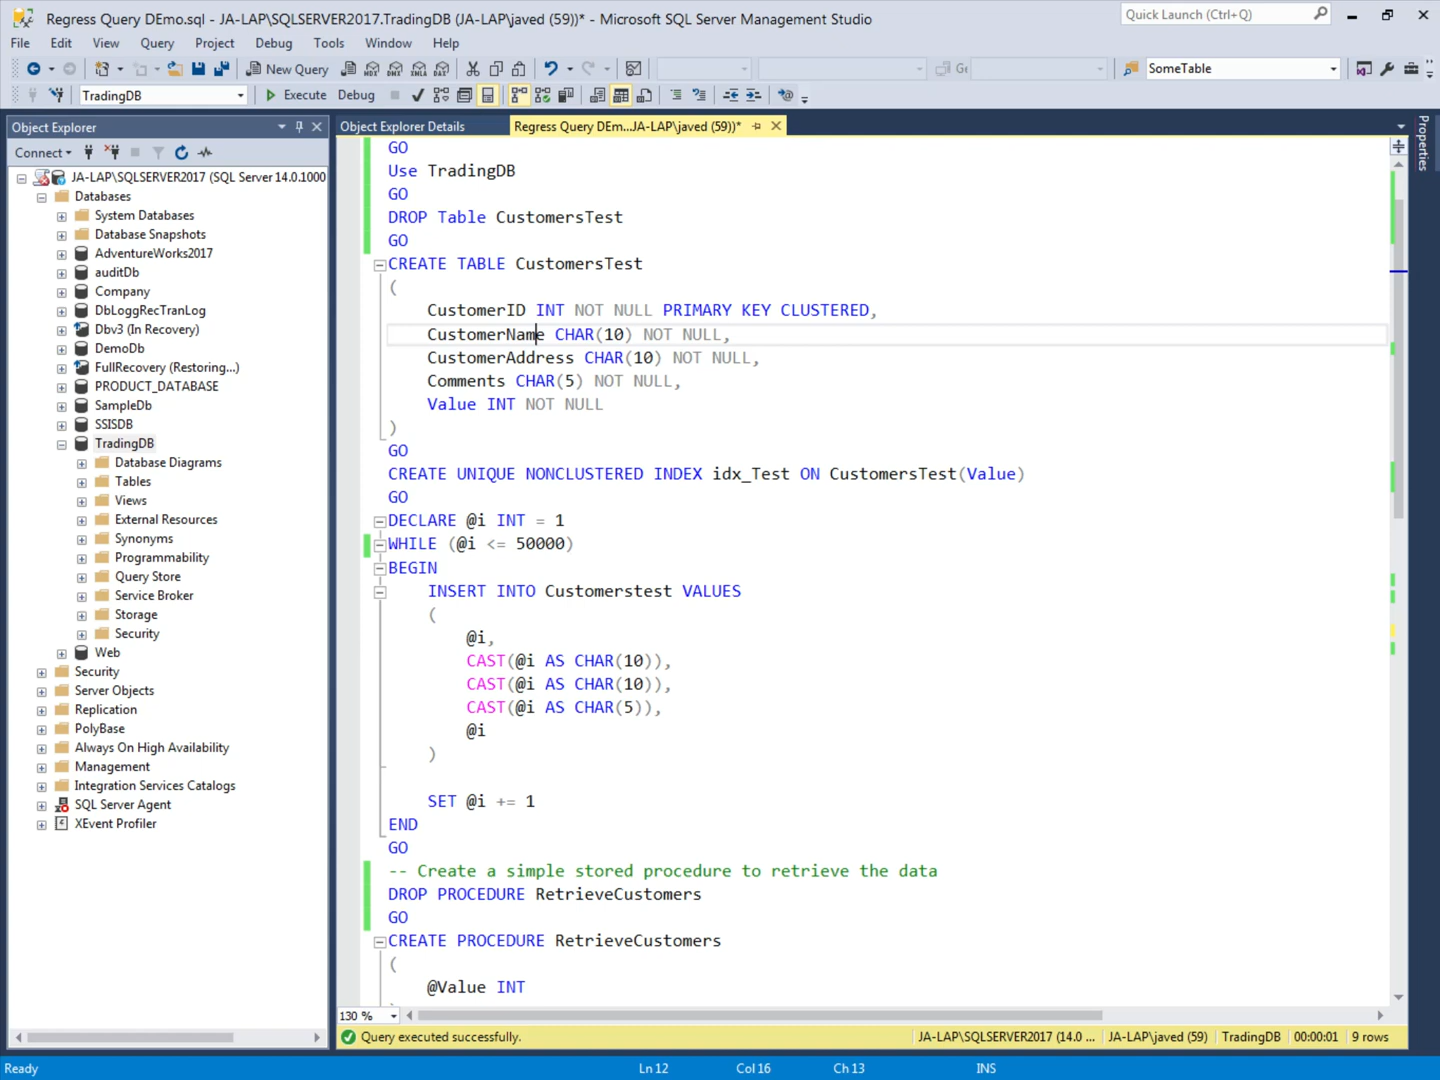 Regress Query DEmo.sql - JA-LAP\SQLSERVER2017.TradingDB (JA-LAP\javed (59))* - Microsoft SQL Server Management Studio
Quick Launch (Ctrl+Q)
File Edit View Query Project Debug Tools Window Help
New Query
MDX DMX XMLA DAX
Ge
SomeTable
TradingDB
Execute
Debug
Object Explorer
Connect
JA-LAP\SQLSERVER2017 (SQL Server 14.0.1000
Databases
System Databases
Database Snapshots
AdventureWorks2017
auditDb
Company
DbLoggRecTranLog
Dbv3 (In Recovery)
DemoDb
FullRecovery (Restoring...)
PRODUCT_DATABASE
SampleDb
SSISDB
TradingDB
Database Diagrams
Tables
Views
External Resources
Synonyms
Programmability
Query Store
Service Broker
Storage
Security
Web
Security
Server Objects
Replication
PolyBase
Always On High Availability
Management
Integration Services Catalogs
SQL Server Agent
XEvent Profiler
Object Explorer Details
Regress Query DEm...JA-LAP\javed (59))*
GO
Use TradingDB
GO
DROP Table CustomersTest
GO
CREATE TABLE CustomersTest
(
CustomerID INT NOT NULL PRIMARY KEY CLUSTERED,
CustomerName CHAR(10) NOT NULL,
CustomerAddress CHAR(10) NOT NULL,
Comments CHAR(5) NOT NULL,
Value INT NOT NULL
)
GO
CREATE UNIQUE NONCLUSTERED INDEX idx_Test ON CustomersTest(Value)
GO
DECLARE @i INT = 1
WHILE (@i <= 50000)
BEGIN
INSERT INTO Customerstest VALUES
(
@i,
CAST(@i AS CHAR(10)),
CAST(@i AS CHAR(10)),
CAST(@i AS CHAR(5)),
@i
)
SET @i += 1
END
GO
-- Create a simple stored procedure to retrieve the data
DROP PROCEDURE RetrieveCustomers
GO
CREATE PROCEDURE RetrieveCustomers
(
@Value INT
Properties
130 %
Query executed successfully.
JA-LAP\SQLSERVER2017 (14.0 ...
JA-LAP\javed (59)
TradingDB
00:00:01
9 rows
Ready
Ln 12
Col 16
Ch 13
INS